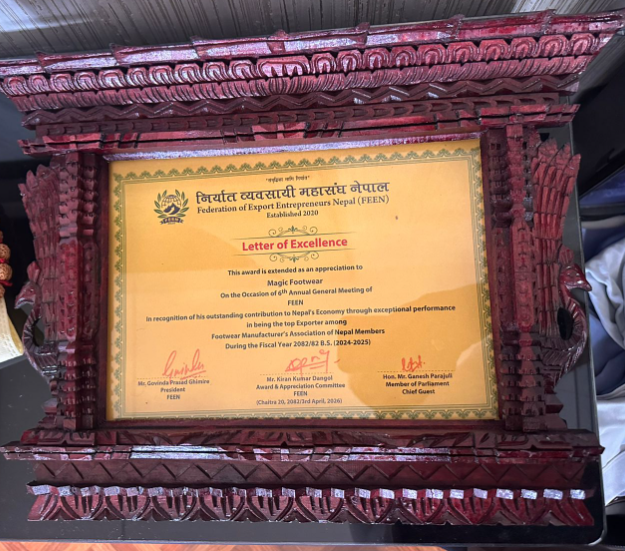 "समृद्धिका लागि निर्यात"
निर्यात व्यवसायी महासंघ नेपाल
Federation of Export Entrepreneurs Nepal (FEEN)
Established 2020
Letter of Excellence
This award is extended as an appreciation to
Magic Footwear
On the Occasion of 6th Annual General Meeting of
FEEN
In recognition of his outstanding contribution to Nepal's Economy through exceptional performance
in being the top Exporter among
Footwear Manufacturer's Association of Nepal Members
During the Fiscal Year 2082/82 B.S. (2024-2025)
Mr. Govinda Prasad Ghimire
President
FEEN
Mr. Kiran Kumar Dangol
Award & Appreciation Committee
FEEN
(Chaitra 20, 2082/3rd April, 2026)
Hon. Mr. Ganesh Parajuli
Member of Parliament
Chief Guest